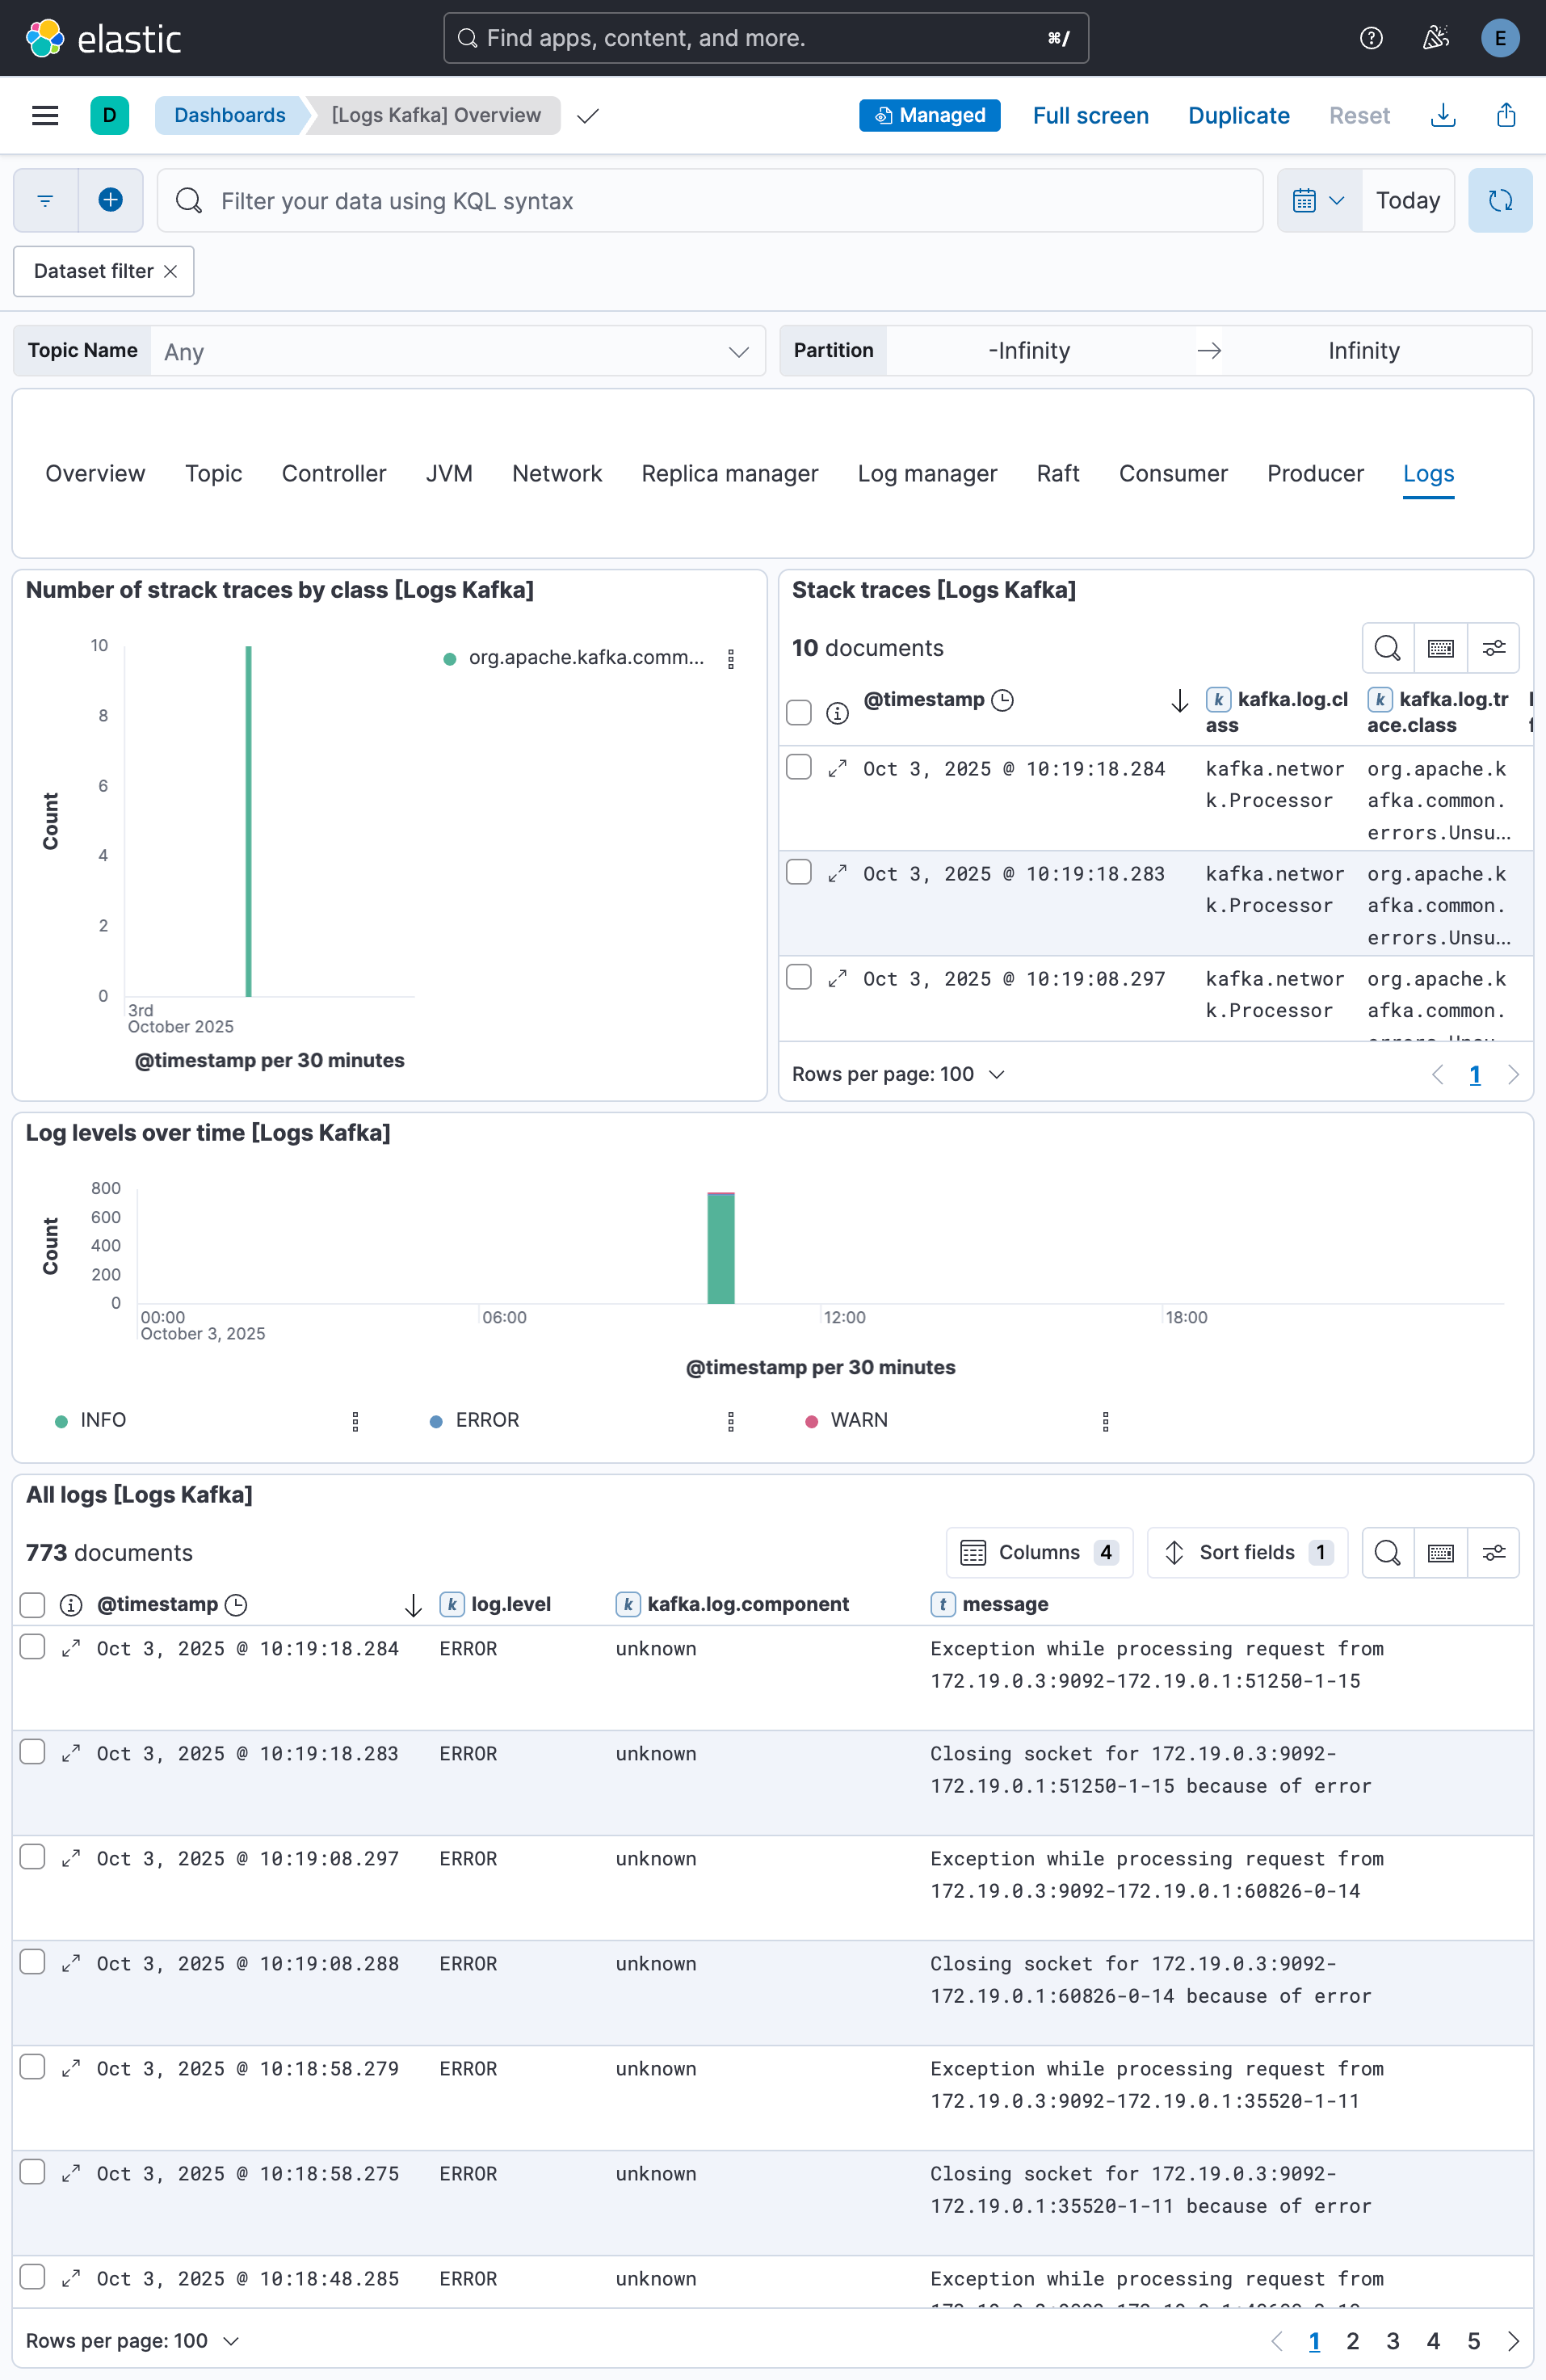 elastic
Find apps, content, and more.
⌘/
E
D
Dashboards
[Logs Kafka] Overview
Managed
Full screen
Duplicate
Reset
Filter your data using KQL syntax
Today
Dataset filter
Topic Name
Any
Partition
-Infinity
Infinity
Overview
Topic
Controller
JVM
Network
Replica manager
Log manager
Raft
Consumer
Producer
Logs
Number of strack traces by class [Logs Kafka]
10
8
6
4
2
0
Count
3rd
October 2025
@timestamp per 30 minutes
org.apache.kafka.comm...
Stack traces [Logs Kafka]
10 documents
@timestamp
k kafka.log.cl
ass
k kafka.log.tr
ace.class
Oct 3, 2025 @ 10:19:18.284
kafka.networ
k.Processor
org.apache.k
afka.common.
errors.Unsu...
Oct 3, 2025 @ 10:19:18.283
kafka.networ
k.Processor
org.apache.k
afka.common.
errors.Unsu...
Oct 3, 2025 @ 10:19:08.297
kafka.networ
k.Processor
org.apache.k
afka.common.
Rows per page: 100
1
Log levels over time [Logs Kafka]
800
600
400
200
0
Count
00:00
October 3, 2025
06:00
12:00
18:00
@timestamp per 30 minutes
INFO
ERROR
WARN
All logs [Logs Kafka]
773 documents
Columns 4
Sort fields 1
@timestamp
k log.level
k kafka.log.component
t message
Oct 3, 2025 @ 10:19:18.284
ERROR
unknown
Exception while processing request from
172.19.0.3:9092-172.19.0.1:51250-1-15
Oct 3, 2025 @ 10:19:18.283
ERROR
unknown
Closing socket for 172.19.0.3:9092-
172.19.0.1:51250-1-15 because of error
Oct 3, 2025 @ 10:19:08.297
ERROR
unknown
Exception while processing request from
172.19.0.3:9092-172.19.0.1:60826-0-14
Oct 3, 2025 @ 10:19:08.288
ERROR
unknown
Closing socket for 172.19.0.3:9092-
172.19.0.1:60826-0-14 because of error
Oct 3, 2025 @ 10:18:58.279
ERROR
unknown
Exception while processing request from
172.19.0.3:9092-172.19.0.1:35520-1-11
Oct 3, 2025 @ 10:18:58.275
ERROR
unknown
Closing socket for 172.19.0.3:9092-
172.19.0.1:35520-1-11 because of error
Oct 3, 2025 @ 10:18:48.285
ERROR
unknown
Exception while processing request from
Rows per page: 100
1
2
3
4
5